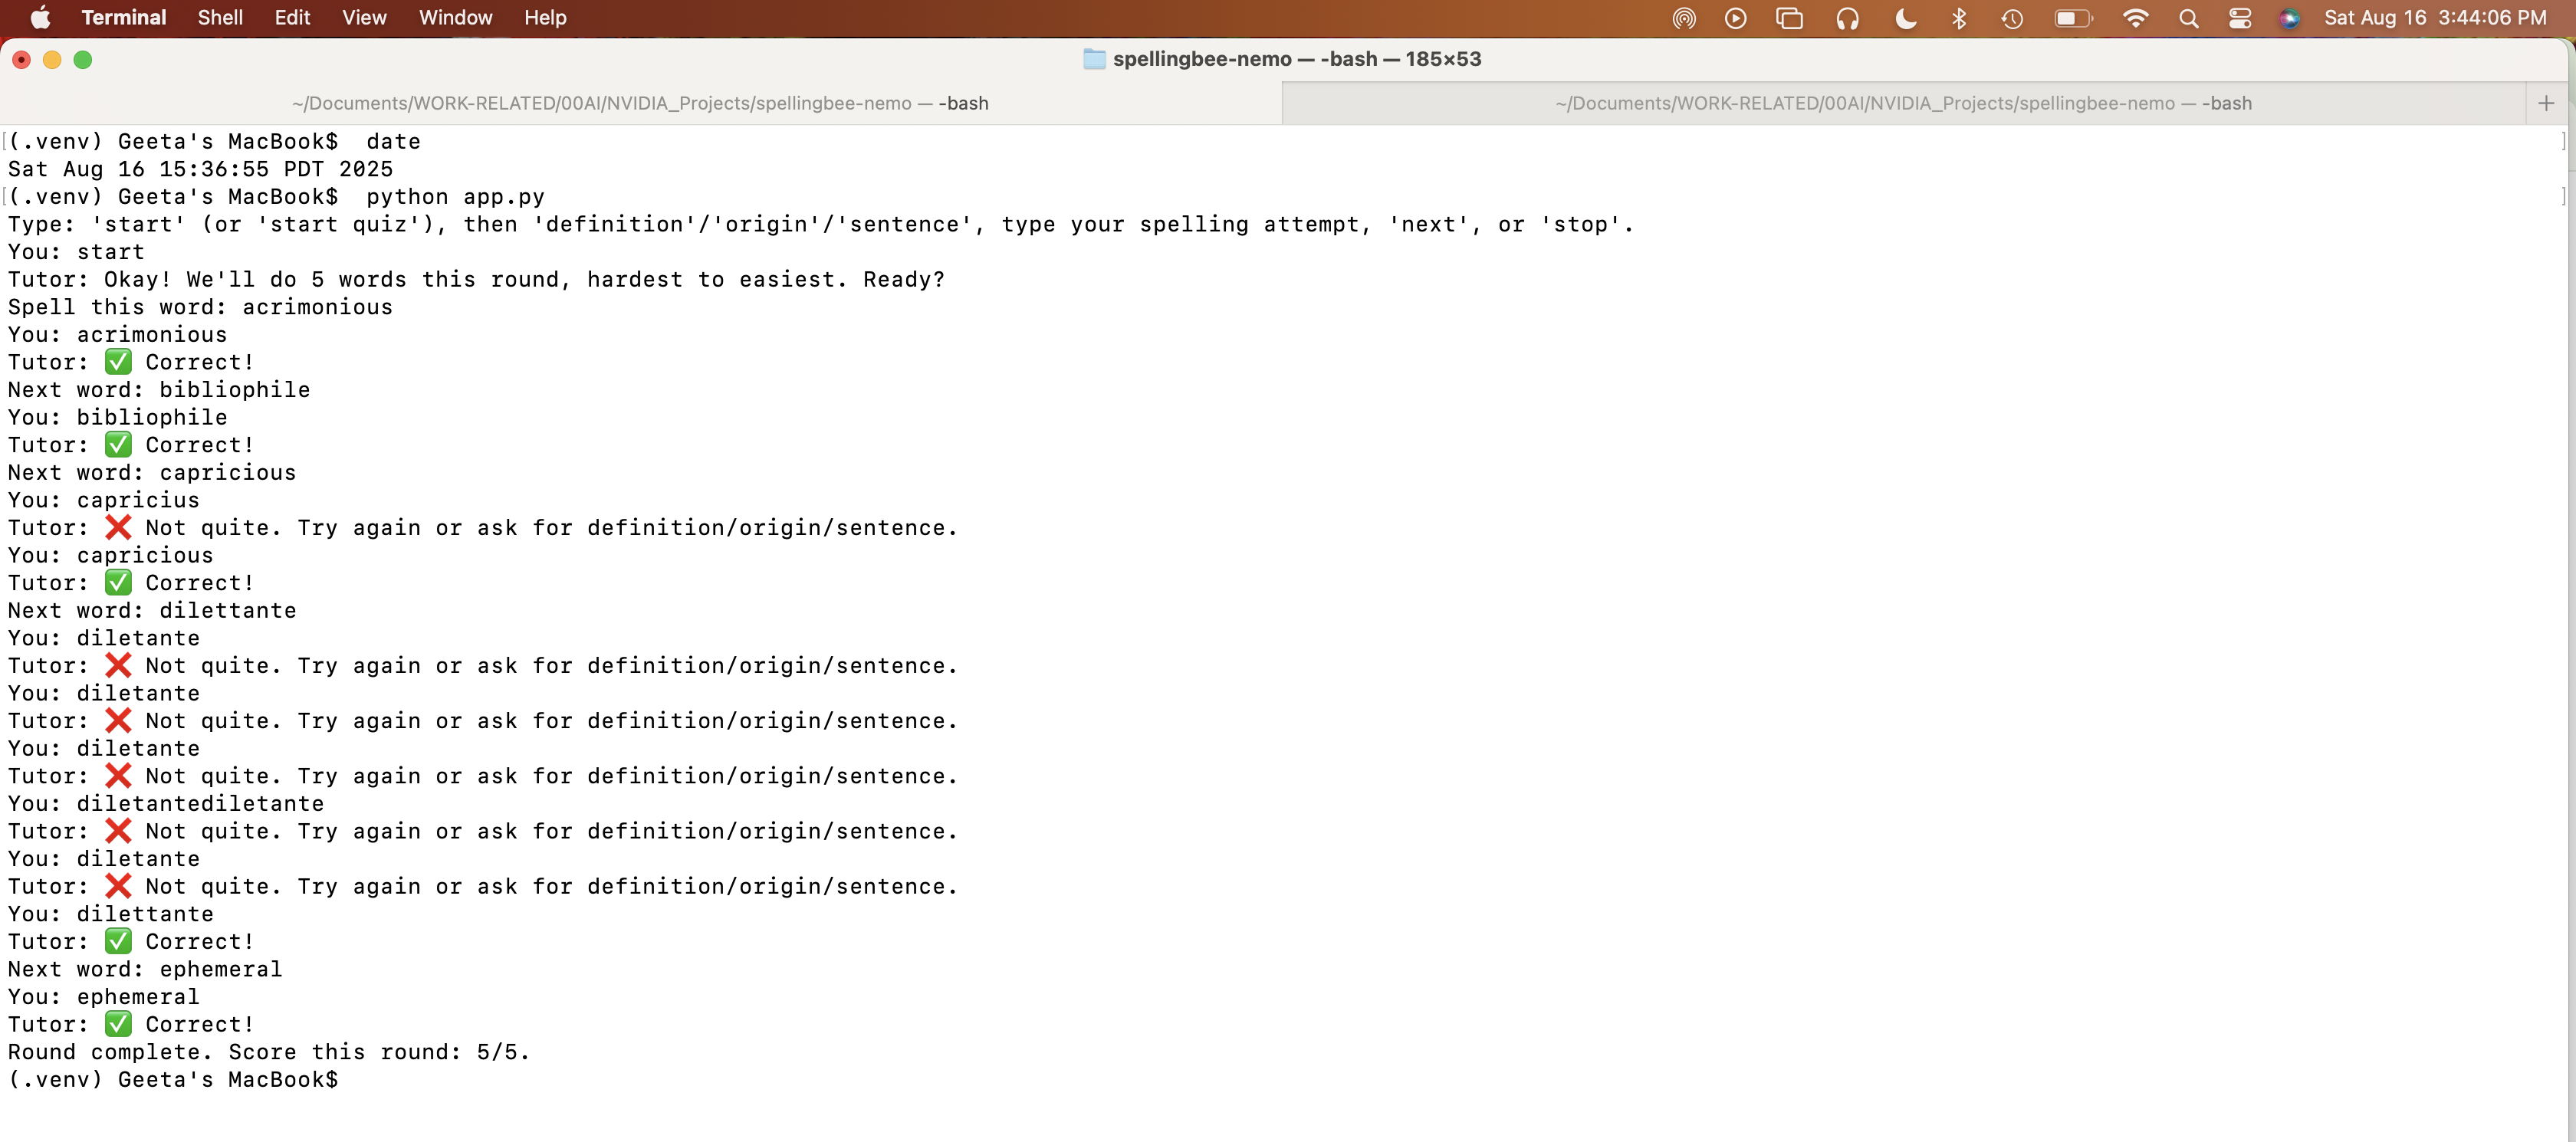 Terminal Shell Edit View Window Help Sat Aug 16 3:44:06 PM
spellingbee-nemo — -bash — 185×53
~/Documents/WORK-RELATED/00AI/NVIDIA_Projects/spellingbee-nemo — -bash ~/Documents/WORK-RELATED/00AI/NVIDIA_Projects/spellingbee-nemo — -bash +
[(.venv) Geeta's MacBook$  date ]
Sat Aug 16 15:36:55 PDT 2025
[(.venv) Geeta's MacBook$  python app.py ]
Type: 'start' (or 'start quiz'), then 'definition'/'origin'/'sentence', type your spelling attempt, 'next', or 'stop'.
You: start
Tutor: Okay! We'll do 5 words this round, hardest to easiest. Ready?
Spell this word: acrimonious
You: acrimonious
Tutor: ✅ Correct!
Next word: bibliophile
You: bibliophile
Tutor: ✅ Correct!
Next word: capricious
You: capricius
Tutor: ❌ Not quite. Try again or ask for definition/origin/sentence.
You: capricious
Tutor: ✅ Correct!
Next word: dilettante
You: diletante
Tutor: ❌ Not quite. Try again or ask for definition/origin/sentence.
You: diletante
Tutor: ❌ Not quite. Try again or ask for definition/origin/sentence.
You: diletante
Tutor: ❌ Not quite. Try again or ask for definition/origin/sentence.
You: diletantediletante
Tutor: ❌ Not quite. Try again or ask for definition/origin/sentence.
You: diletante
Tutor: ❌ Not quite. Try again or ask for definition/origin/sentence.
You: dilettante
Tutor: ✅ Correct!
Next word: ephemeral
You: ephemeral
Tutor: ✅ Correct!
Round complete. Score this round: 5/5.
(.venv) Geeta's MacBook$